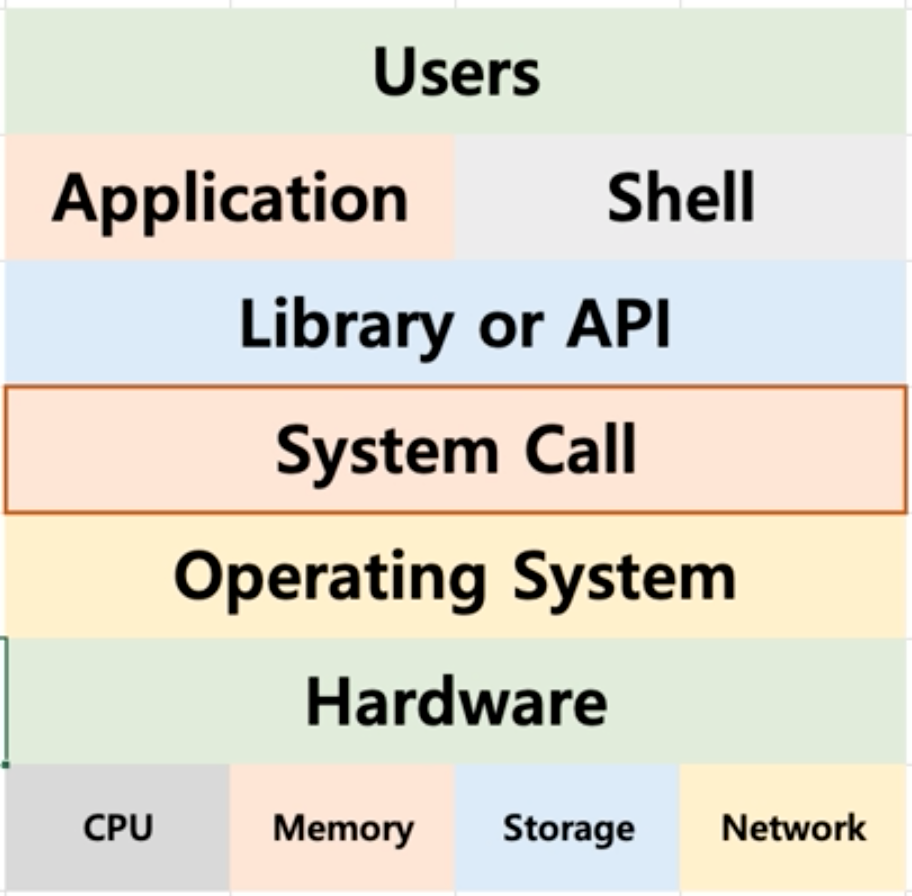 Users
Application Shell
Library or API
System Call
Operating System
Hardware
CPU Memory Storage Network